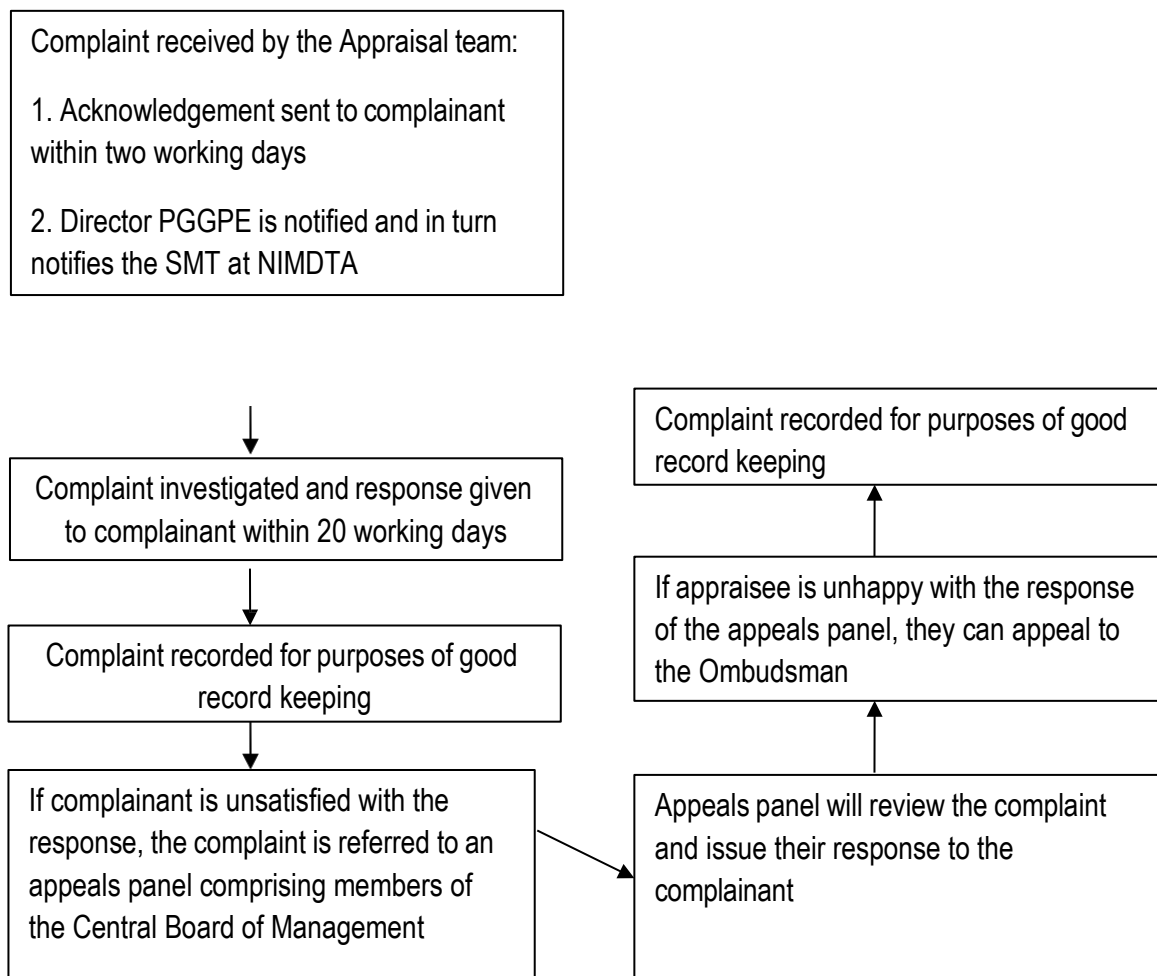 Complaint received by the Appraisal team:
1. Acknowledgement sent to complainant
within two working days
2. Director PGGPE is notified and in turn
notifies the SMT at NIMDTA
Complaint investigated and response given
to complainant within 20 working days
Complaint recorded for purposes of good
record keeping
If complainant is unsatisfied with the
response, the complaint is referred to an
appeals panel comprising members of
the Central Board of Management
Appeals panel will review the complaint
and issue their response to the
complainant
If appraisee is unhappy with the response
of the appeals panel, they can appeal to
the Ombudsman
Complaint recorded for purposes of good
record keeping